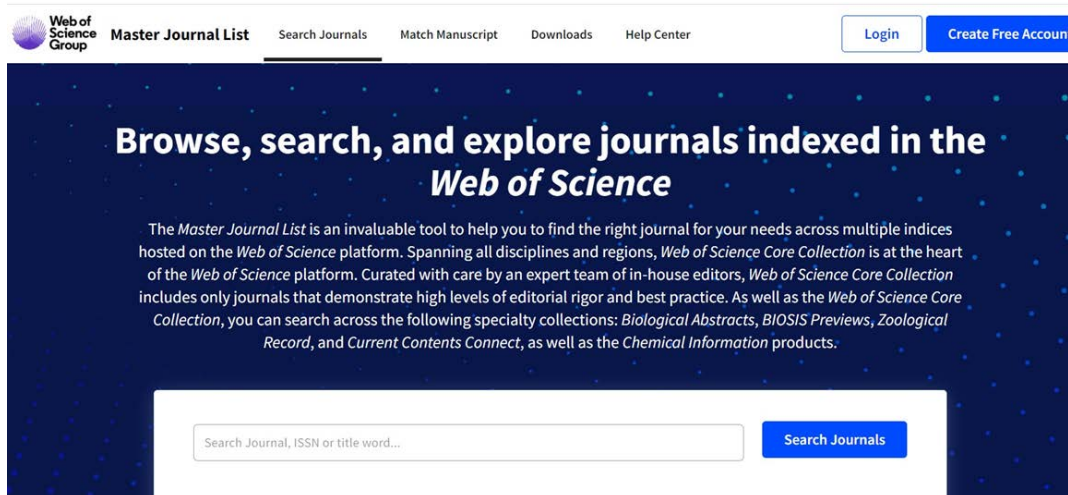 Web of
Science
Group
Master Journal List
Search Journals
Match Manuscript
Downloads
Help Center
Login
Create Free Accoun
Browse, search, and explore journals indexed in the
Web of Science
The Master Journal List is an invaluable tool to help you to find the right journal for your needs across multiple indices
hosted on the Web of Science platform. Spanning all disciplines and regions, Web of Science Core Collection is at the heart
of the Web of Science platform. Curated with care by an expert team of in-house editors, Web of Science Core Collection
includes only journals that demonstrate high levels of editorial rigor and best practice. As well as the Web of Science Core
Collection, you can search across the following specialty collections: Biological Abstracts, BIOSIS Previews, Zoological
Record, and Current Contents Connect, as well as the Chemical Information products.
Search Journal, ISSN or title word...
Search Journals